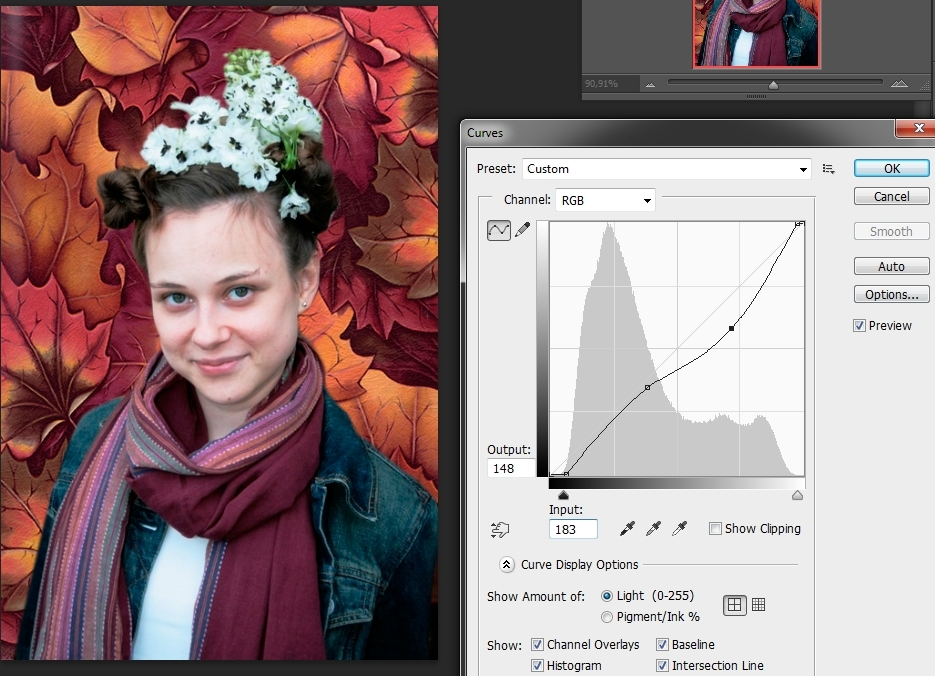 90,91%
Curves
Preset: Custom
OK
Channel: RGB
Cancel
Smooth
Auto
Options...
Preview
Output:
148
Input:
183
Show Clipping
Curve Display Options
Show Amount of: Light (0-255)
Pigment/Ink %
Show: Channel Overlays Baseline
Histogram Intersection Line